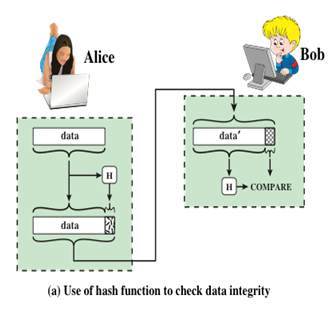 Alice
Bob
data
data′
H
H
COMPARE
data
(a) Use of hash function to check data integrity